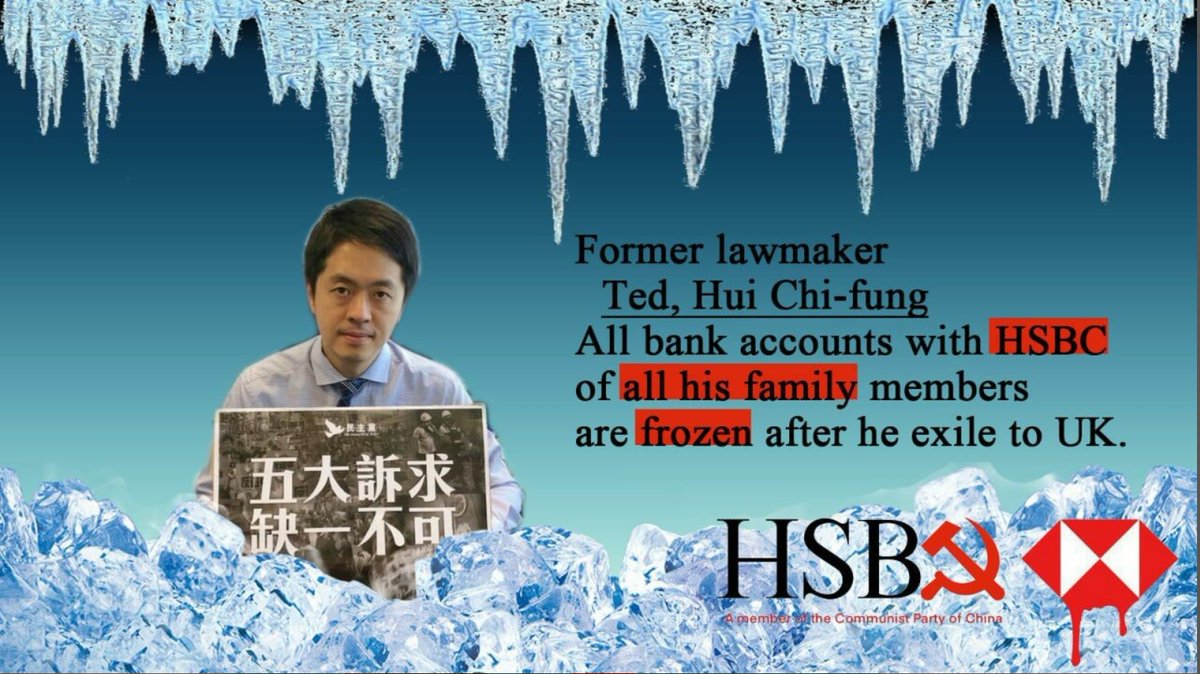 Former lawmaker
Ted, Hui Chi-fung
All bank accounts with HSBC
of all his family members
are frozen after he exile to UK.
民主黨
五大訴求
缺一不可
HSB
A member of the Communist Party of China